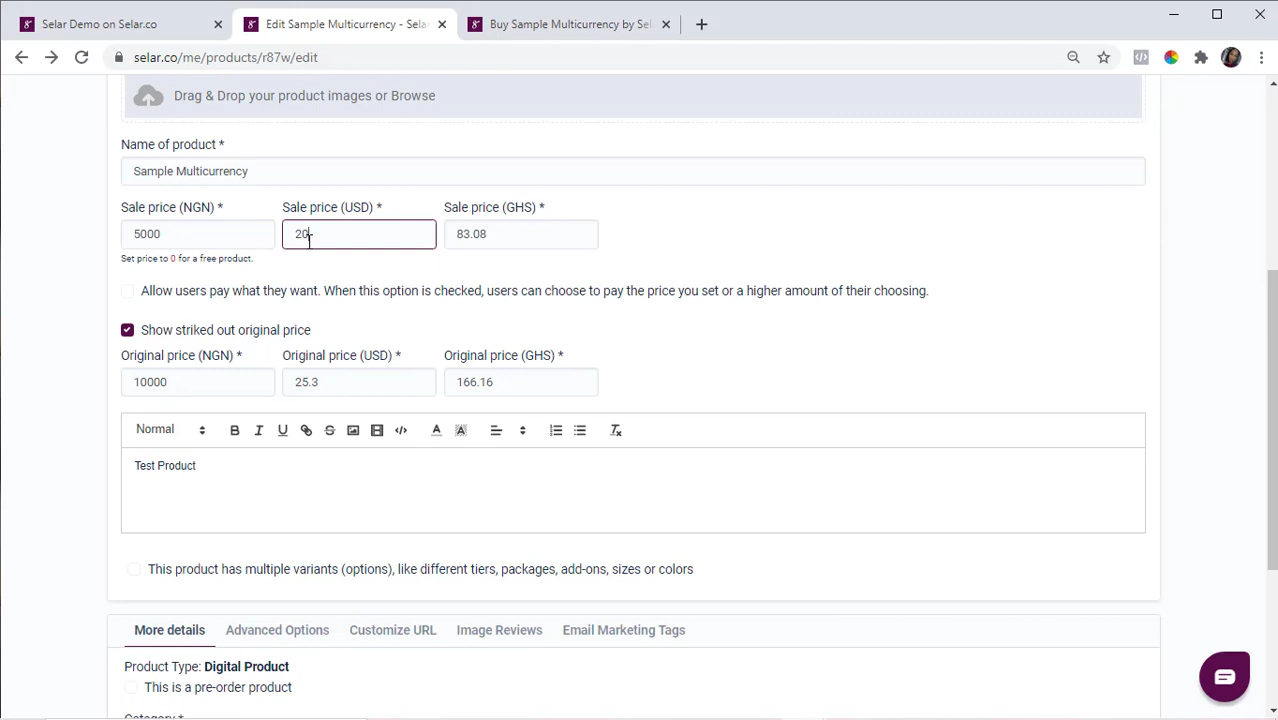 Selar Demo on Selar.co
Edit Sample Multicurrency - Sela
Buy Sample Multicurrency by Sel
selar.co/me/products/r87w/edit
Drag & Drop your product images or Browse
Name of product *
Sample Multicurrency
Sale price (NGN) * Sale price (USD) * Sale price (GHS) *
5000 20 83.08
Set price to 0 for a free product.
Allow users pay what they want. When this option is checked, users can choose to pay the price you set or a higher amount of their choosing.
Show striked out original price
Original price (NGN) * Original price (USD) * Original price (GHS) *
10000 25.3 166.16
Normal
Test Product
This product has multiple variants (options), like different tiers, packages, add-ons, sizes or colors
More details Advanced Options Customize URL Image Reviews Email Marketing Tags
Product Type: Digital Product
This is a pre-order product
Category *